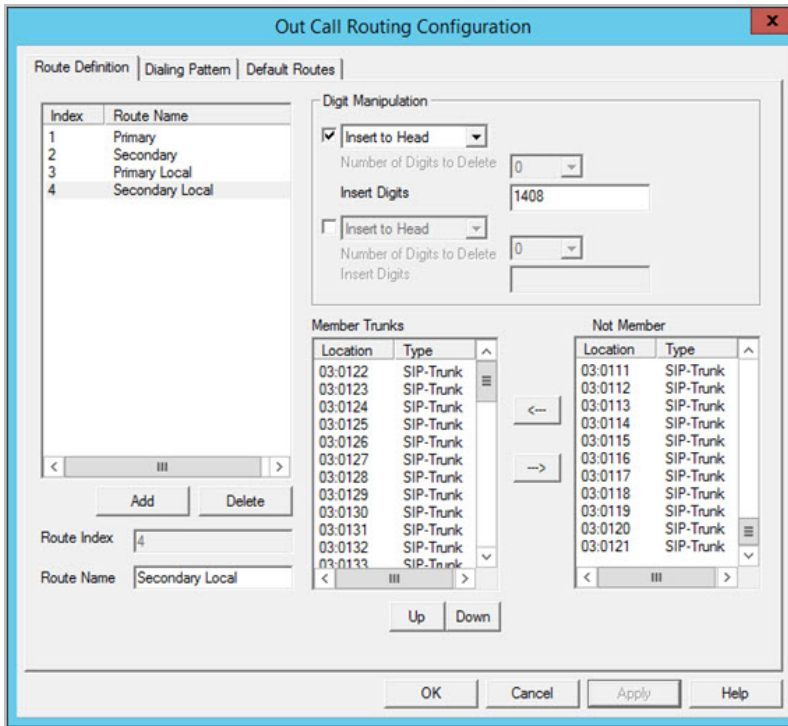 Out Call Routing Configuration
x
Route Definition Dialing Pattern Default Routes
Index Route Name
1 Primary
2 Secondary
3 Primary Local
4 Secondary Local
Add Delete
Route Index 4
Route Name Secondary Local
Digit Manipulation
Insert to Head
Number of Digits to Delete 0
Insert Digits 1408
Insert to Head
Number of Digits to Delete 0
Insert Digits
Member Trunks
Location Type
03:0122 SIP-Trunk
03:0123 SIP-Trunk
03:0124 SIP-Trunk
03:0125 SIP-Trunk
03:0126 SIP-Trunk
03:0127 SIP-Trunk
03:0128 SIP-Trunk
03:0129 SIP-Trunk
03:0130 SIP-Trunk
03:0131 SIP-Trunk
03:0132 SIP-Trunk
03:0133 SIP-Trunk
Up Down
<---
--->
Not Member
Location Type
03:0111 SIP-Trunk
03:0112 SIP-Trunk
03:0113 SIP-Trunk
03:0114 SIP-Trunk
03:0115 SIP-Trunk
03:0116 SIP-Trunk
03:0117 SIP-Trunk
03:0118 SIP-Trunk
03:0119 SIP-Trunk
03:0120 SIP-Trunk
03:0121 SIP-Trunk
OK Cancel Apply Help